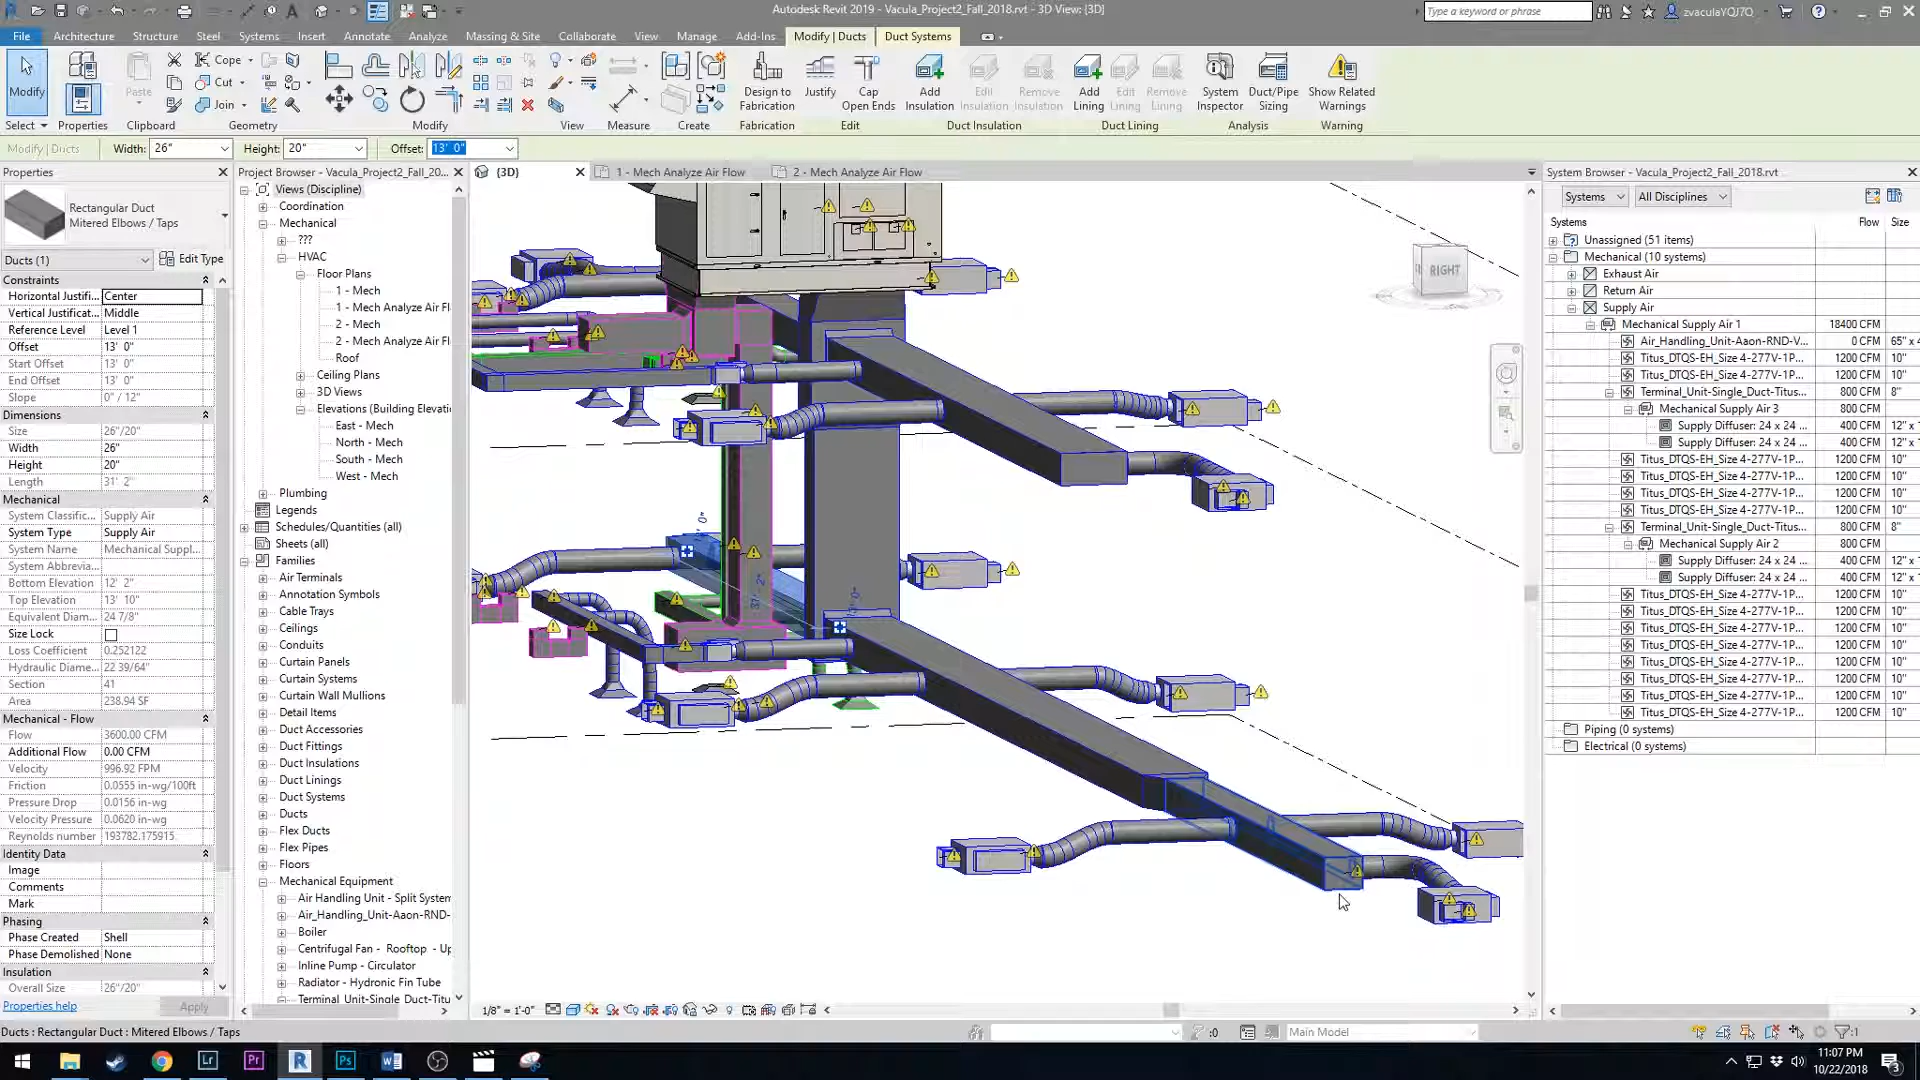 Autodesk Revit 2019 - Vacula_Project2_Fall_2018.rvt - 3D View: {3D}
Type a keyword or phrase
zvaculaYQJ7Q
File Architecture Structure Steel Systems Insert Annotate Analyze Massing & Site Collaborate View Manage Add-Ins Modify | Ducts Duct Systems
Modify
Paste
Cope
Cut
Join
Design to Fabrication
Justify
Cap Open Ends
Add Insulation
Edit Insulation
Remove Insulation
Add Lining
Edit Lining
Remove Lining
System Inspector
Duct/Pipe Sizing
Show Related Warnings
Select Properties Clipboard Geometry Modify View Measure Create Fabrication Edit Duct Insulation Duct Lining Analysis Warning
Modify | Ducts Width: 26" Height: 20" Offset: 13' 0"
Properties
Rectangular Duct
Mitered Elbows / Taps
Ducts (1) Edit Type
Constraints
Horizontal Justifi... Center
Vertical Justificat... Middle
Reference Level Level 1
Offset 13' 0"
Start Offset 13' 0"
End Offset 13' 0"
Slope 0" / 12"
Dimensions
Size 26"/20"
Width 26"
Height 20"
Length 31' 2"
Mechanical
System Classific... Supply Air
System Type Supply Air
System Name Mechanical Suppl...
System Abbrevia...
Bottom Elevation 12' 2"
Top Elevation 13' 10"
Equivalent Diam... 24 7/8"
Size Lock
Loss Coefficient 0.252122
Hydraulic Diame... 22 39/64"
Section 41
Area 238.94 SF
Mechanical - Flow
Flow 3600.00 CFM
Additional Flow 0.00 CFM
Velocity 996.92 FPM
Friction 0.0555 in-wg/100ft
Pressure Drop 0.0156 in-wg
Velocity Pressure 0.0620 in-wg
Reynolds number 193782.175915
Identity Data
Image
Comments
Mark
Phasing
Phase Created Shell
Phase Demolished None
Insulation
Overall Size 26"/20"
Properties help Apply
Project Browser - Vacula_Project2_Fall_20...
Views (Discipline)
Coordination
Mechanical
???
HVAC
Floor Plans
1 - Mech
1 - Mech Analyze Air Fl
2 - Mech
2 - Mech Analyze Air Fl
Roof
Ceiling Plans
3D Views
Elevations (Building Elevati
East - Mech
North - Mech
South - Mech
West - Mech
Plumbing
Legends
Schedules/Quantities (all)
Sheets (all)
Families
Air Terminals
Annotation Symbols
Cable Trays
Ceilings
Conduits
Curtain Panels
Curtain Systems
Curtain Wall Mullions
Detail Items
Duct Accessories
Duct Fittings
Duct Insulations
Duct Linings
Duct Systems
Ducts
Flex Ducts
Flex Pipes
Floors
Mechanical Equipment
Air Handling Unit - Split System
Air_Handling_Unit-Aaon-RND-
Boiler
Centrifugal Fan - Rooftop - Up
Inline Pump - Circulator
Radiator - Hydronic Fin Tube
Terminal Unit-Single Duct-Titu
{3D} 1 - Mech Analyze Air Flow 2 - Mech Analyze Air Flow
RIGHT
1/8" = 1'-0"
System Browser - Vacula_Project2_Fall_2018.rvt
Systems All Disciplines
Systems Flow Size
Unassigned (51 items)
Mechanical (10 systems)
Exhaust Air
Return Air
Supply Air
Mechanical Supply Air 1 18400 CFM
Air_Handling_Unit-Aaon-RND-V... 0 CFM 65" x 4
Titus_DTQS-EH_Size 4-277V-1P... 1200 CFM 10"
Titus_DTQS-EH_Size 4-277V-1P... 1200 CFM 10"
Terminal_Unit-Single_Duct-Titus... 800 CFM 8"
Mechanical Supply Air 3 800 CFM
Supply Diffuser: 24 x 24 ... 400 CFM 12" x 1
Supply Diffuser: 24 x 24 ... 400 CFM 12" x 1
Titus_DTQS-EH_Size 4-277V-1P... 1200 CFM 10"
Titus_DTQS-EH_Size 4-277V-1P... 1200 CFM 10"
Titus_DTQS-EH_Size 4-277V-1P... 1200 CFM 10"
Titus_DTQS-EH_Size 4-277V-1P... 1200 CFM 10"
Terminal_Unit-Single_Duct-Titus... 800 CFM 8"
Mechanical Supply Air 2 800 CFM
Supply Diffuser: 24 x 24 ... 400 CFM 12" x 1
Supply Diffuser: 24 x 24 ... 400 CFM 12" x 1
Titus_DTQS-EH_Size 4-277V-1P... 1200 CFM 10"
Titus_DTQS-EH_Size 4-277V-1P... 1200 CFM 10"
Titus_DTQS-EH_Size 4-277V-1P... 1200 CFM 10"
Titus_DTQS-EH_Size 4-277V-1P... 1200 CFM 10"
Titus_DTQS-EH_Size 4-277V-1P... 1200 CFM 10"
Titus_DTQS-EH_Size 4-277V-1P... 1200 CFM 10"
Titus_DTQS-EH_Size 4-277V-1P... 1200 CFM 10"
Titus_DTQS-EH_Size 4-277V-1P... 1200 CFM 10"
Piping (0 systems)
Electrical (0 systems)
Ducts : Rectangular Duct : Mitered Elbows / Taps :0 Main Model :1
11:07 PM
10/22/2018